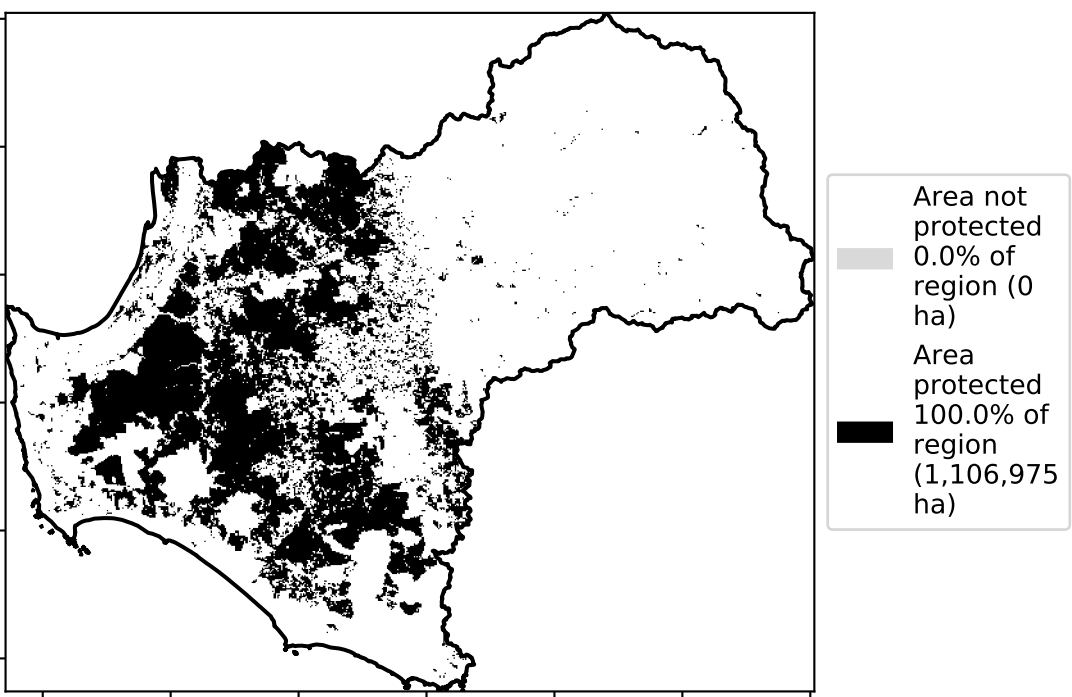 Area not
protected
0.0% of
region (0
ha)
Area
protected
100.0% of
region
(1,106,975
ha)